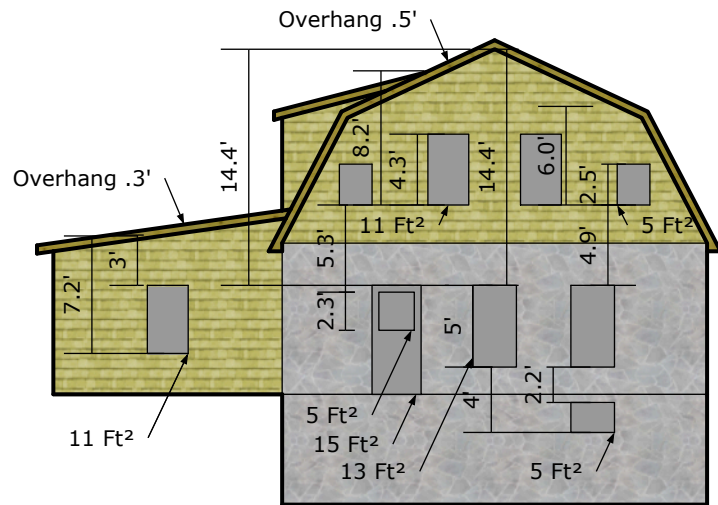 Overhang .5'
14.4'
8.2'
4.3'
14.4'
6.0'
2.5'
Overhang .3'
11 Ft²
5 Ft²
5.3'
4.9'
3'
7.2'
2.3'
5'
4'
2.2'
11 Ft²
5 Ft²
15 Ft²
13 Ft²
5 Ft²